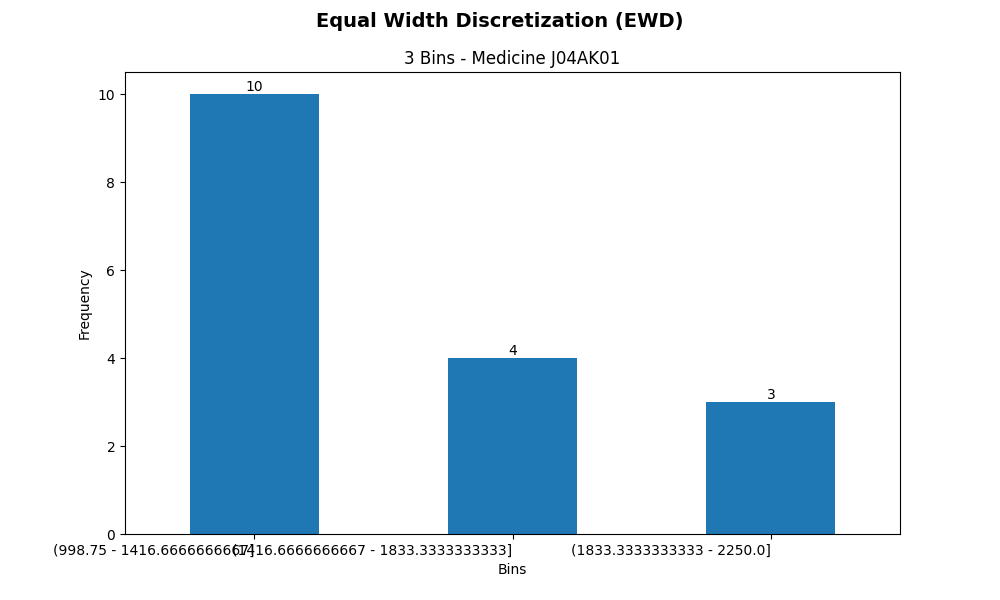 Equal Width Discretization (EWD)
3 Bins - Medicine J04AK01
10
8
6
4
2
0
Frequency
10
4
3
(998.75 - 1416.6666666667]
(1416.6666666667 - 1833.3333333333]
(1833.3333333333 - 2250.0]
Bins